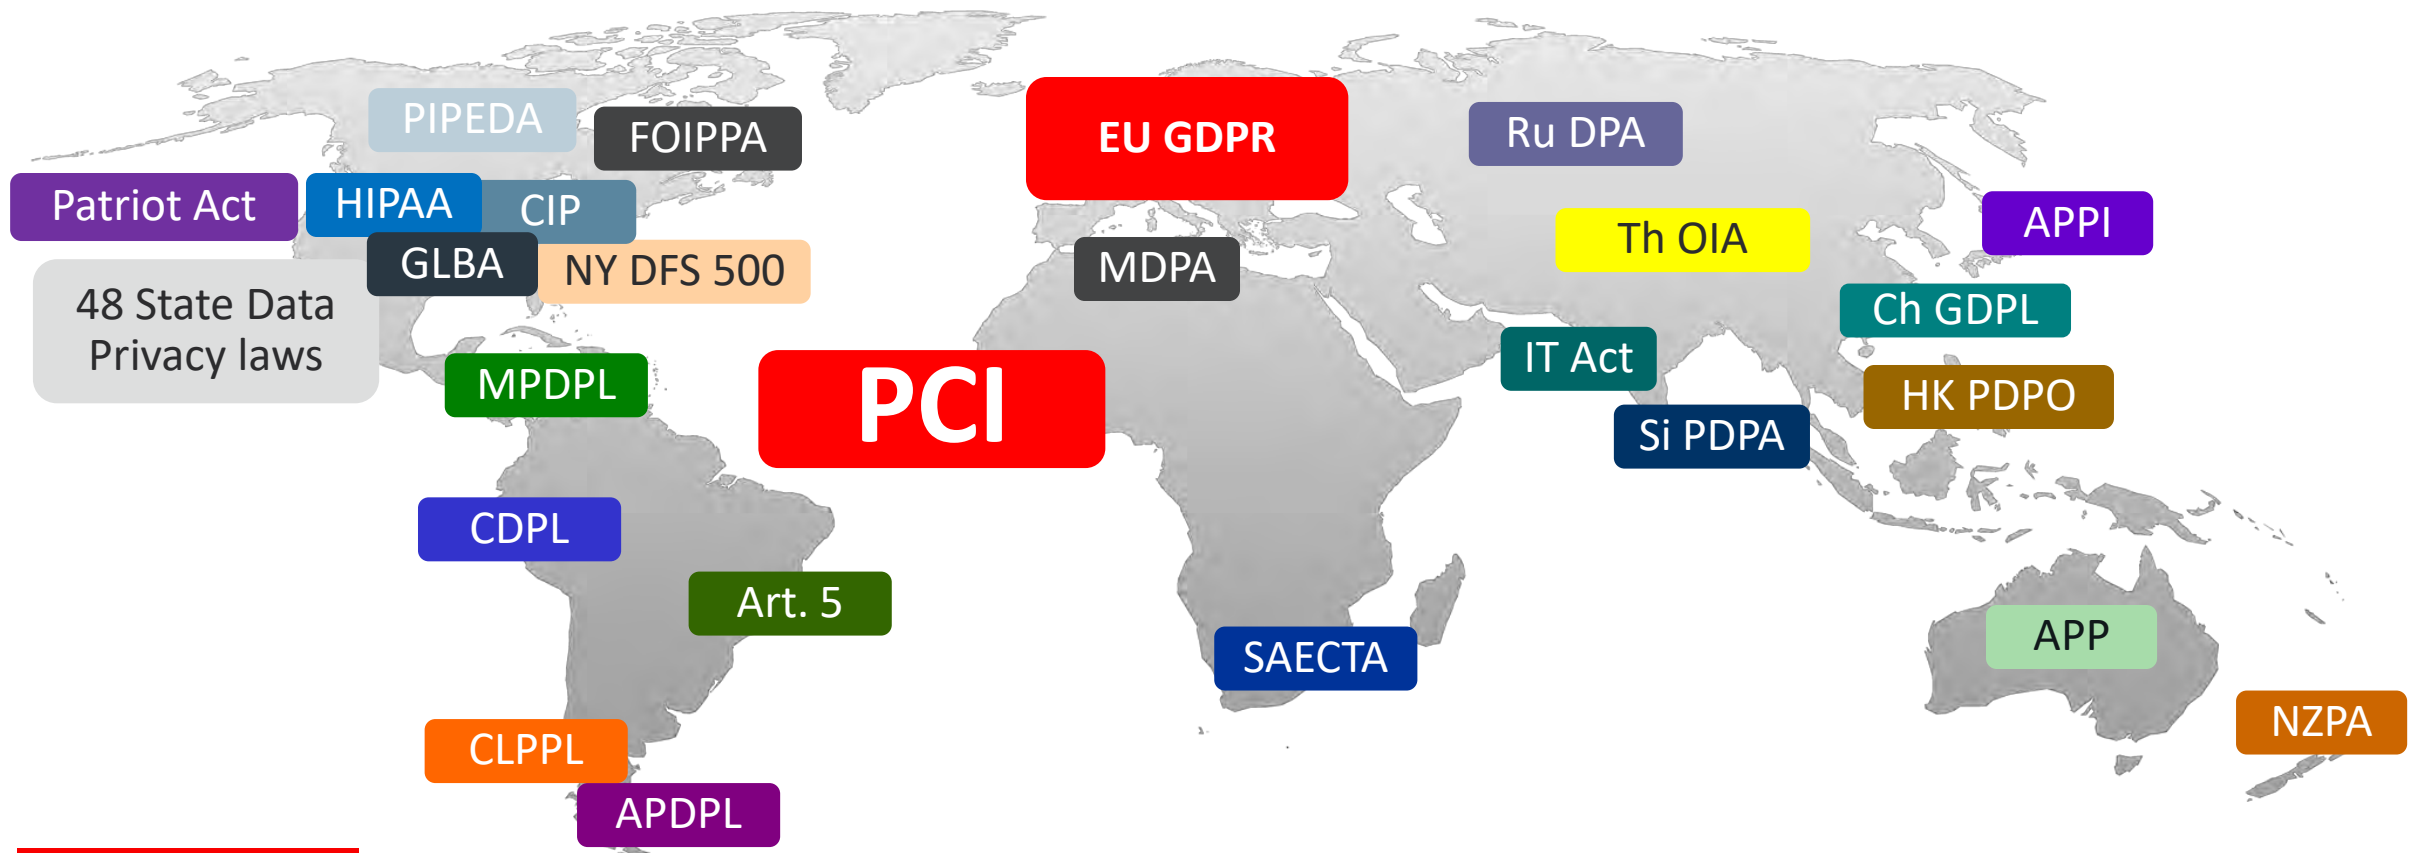 PIPEDA
FOIPPA
EU GDPR
Ru DPA
Patriot Act
HIPAA
CIP
APPI
GLBA
NY DFS 500
MDPA
Th OIA
48 State Data
Privacy laws
Ch GDPL
IT Act
MPDPL
PCI
HK PDPO
Si PDPA
CDPL
Art. 5
SAECTA
APP
CLPPL
NZPA
APDPL